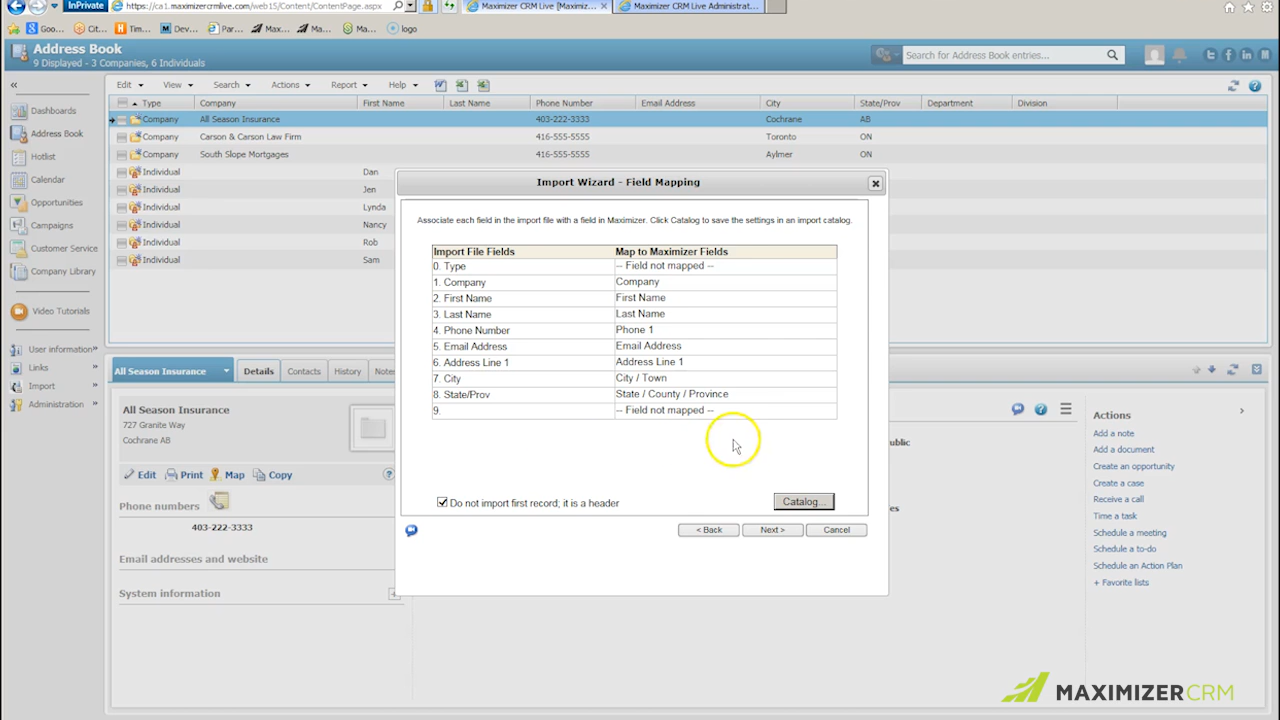 InPrivate
https://ca1.maximizercrmlive.com/web15/Content/ContentPage.aspx
Maximizer CRM Live [Maximiz...
Maximizer CRM Live Administrat...
Goo...
Cit...
Tim...
Dev...
Par...
Max...
Ma...
Ma...
logo
Address Book
9 Displayed - 3 Companies, 6 Individuals
Search for Address Book entries...
«
Edit View Search Actions Report Help
Type Company First Name Last Name Phone Number Email Address City State/Prov Department Division
Company All Season Insurance 403-222-3333 Cochrane AB
Company Carson & Carson Law Firm 416-555-5555 Toronto ON
Company South Slope Mortgages 416-555-5555 Aylmer ON
Individual Dan
Individual Jen
Individual Lynda
Individual Nancy
Individual Rob
Individual Sam
Dashboards
Address Book
Hotlist
Calendar
Opportunities
Campaigns
Customer Service
Company Library
Video Tutorials
User information »
Links »
Import »
Administration »
Import Wizard - Field Mapping
Associate each field in the import file with a field in Maximizer. Click Catalog to save the settings in an import catalog.
Import File Fields Map to Maximizer Fields
0. Type -- Field not mapped --
1. Company Company
2. First Name First Name
3. Last Name Last Name
4. Phone Number Phone 1
5. Email Address Email Address
6. Address Line 1 Address Line 1
7. City City / Town
8. State/Prov State / County / Province
9. -- Field not mapped --
Do not import first record; it is a header
Catalog...
< Back Next > Cancel
All Season Insurance Details Contacts History Notes
All Season Insurance
727 Granite Way
Cochrane AB
Edit Print Map Copy
Phone numbers
403-222-3333
Email addresses and website
System information
Actions
Add a note
Add a document
Create an opportunity
Create a case
Receive a call
Time a task
Schedule a meeting
Schedule a to-do
Schedule an Action Plan
+ Favorite lists
MAXIMIZERCRM